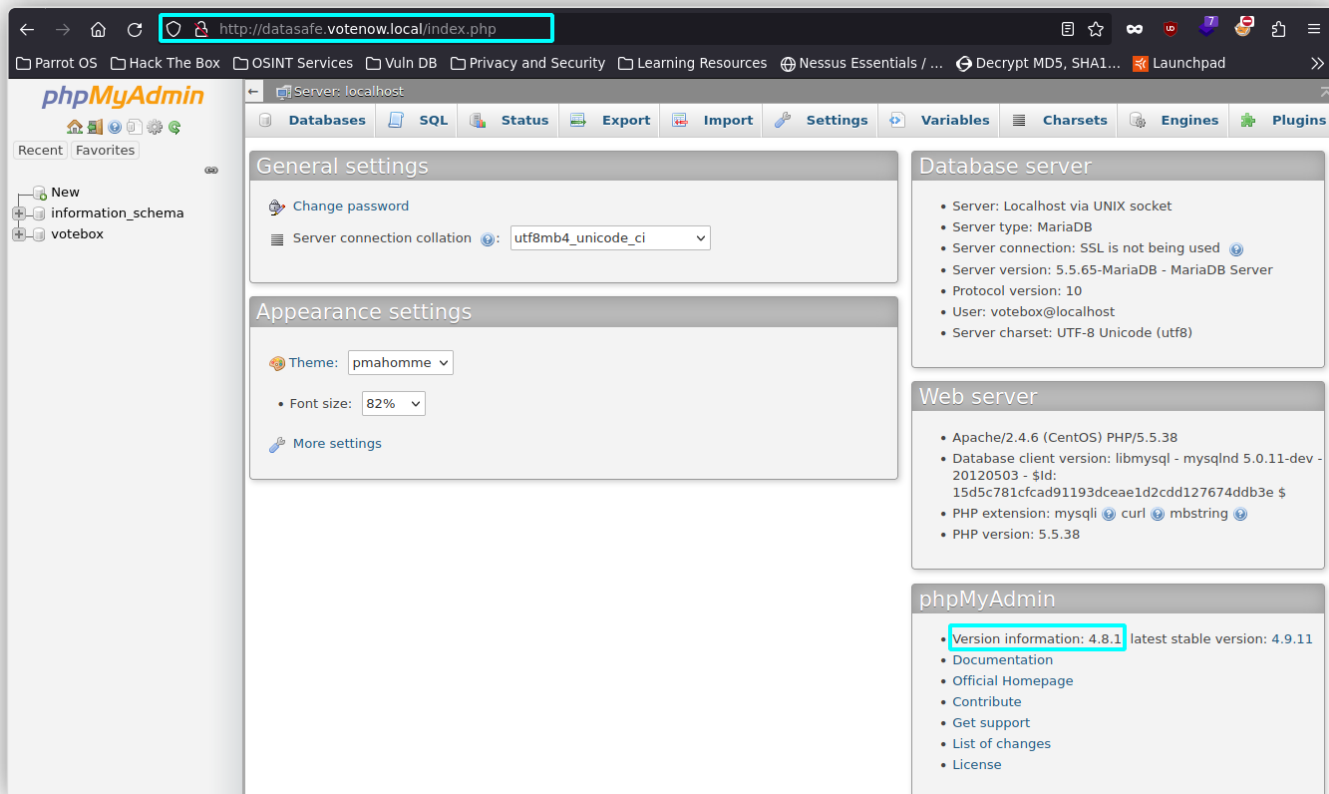 http://datasafe.votenow.local/index.php
7
Parrot OS Hack The Box OSINT Services Vuln DB Privacy and Security Learning Resources Nessus Essentials / ... Decrypt MD5, SHA1... Launchpad
phpMyAdmin
Recent Favorites
New
information_schema
votebox
Server: localhost
Databases SQL Status Export Import Settings Variables Charsets Engines Plugins
General settings
Change password
Server connection collation : utf8mb4_unicode_ci
Appearance settings
Theme: pmahomme
• Font size: 82%
More settings
Database server
• Server: Localhost via UNIX socket
• Server type: MariaDB
• Server connection: SSL is not being used
• Server version: 5.5.65-MariaDB - MariaDB Server
• Protocol version: 10
• User: votebox@localhost
• Server charset: UTF-8 Unicode (utf8)
Web server
• Apache/2.4.6 (CentOS) PHP/5.5.38
• Database client version: libmysql - mysqlnd 5.0.11-dev -
20120503 - $Id:
15d5c781cfcad91193dceae1d2cdd127674ddb3e $
• PHP extension: mysqli curl mbstring
• PHP version: 5.5.38
phpMyAdmin
• Version information: 4.8.1 latest stable version: 4.9.11
• Documentation
• Official Homepage
• Contribute
• Get support
• List of changes
• License